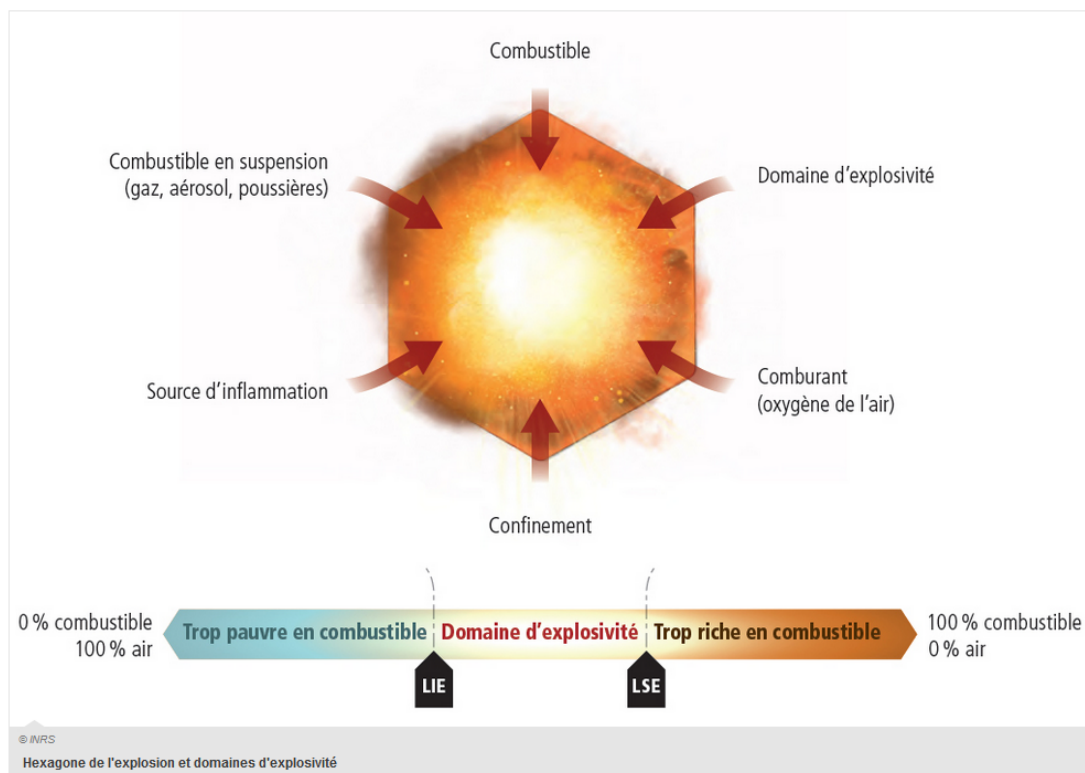 Combustible
Combustible en suspension
(gaz, aérosol, poussières)
Domaine d'explosivité
Source d'inflammation
Comburant
(oxygène de l'air)
Confinement
0 % combustible
100 % air
Trop pauvre en combustible
Domaine d'explosivité
Trop riche en combustible
100 % combustible
0 % air
LIE
LSE
© INRS
Hexagone de l'explosion et domaines d'explosivité